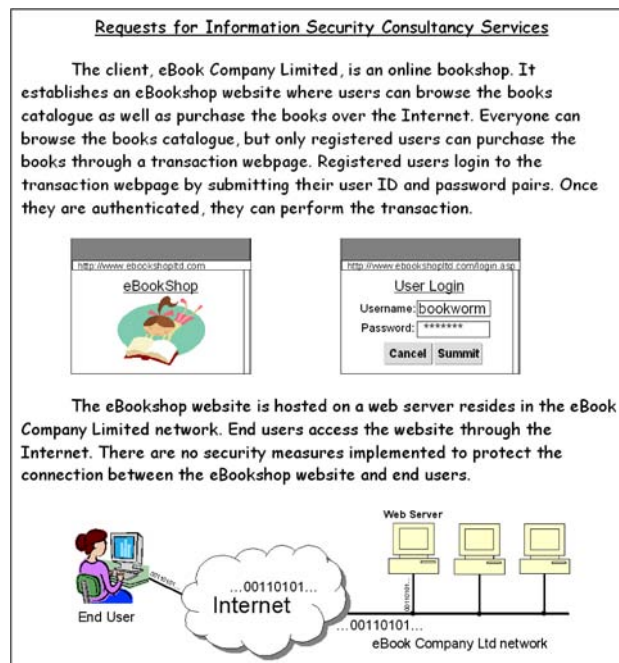 Requests for Information Security Consultancy Services
The client, eBook Company Limited, is an online bookshop. It
establishes an eBookshop website where users can browse the books
catalogue as well as purchase the books over the Internet. Everyone can
browse the books catalogue, but only registered users can purchase the
books through a transaction webpage. Registered users login to the
transaction webpage by submitting their user ID and password pairs. Once
they are authenticated, they can perform the transaction.
http://www.ebookshopltd.com
eBookShop
http://www.ebookshopltd.com/login.asp
User Login
Username: bookworm
Password: *******
Cancel Summit
The eBookshop website is hosted on a web server resides in the eBook
Company Limited network. End users access the website through the
Internet. There are no security measures implemented to protect the
connection between the eBookshop website and end users.
Web Server
00110101...
...00110101...
Internet
00110101...
End User
...00110101...
eBook Company Ltd network